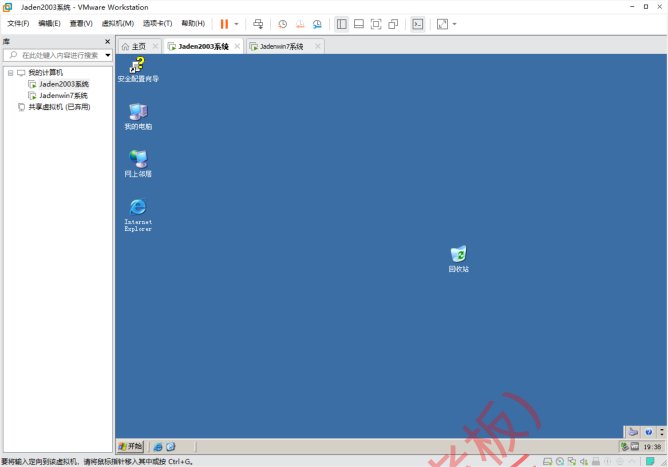 Jaden2003系统 - VMware Workstation
文件(F) 编辑(E) 查看(V) 虚拟机(M) 选项卡(T) 帮助(H)
库
在此处键入内容进行搜索
主页 Jaden2003系统 Jadenwin7系统
我的计算机
Jaden2003系统
Jadenwin7系统
共享虚拟机 (已弃用)
安全配置向导
我的电脑
网上邻居
Internet
Explorer
回收站
老板)
开始
19:38
要将输入定向到该虚拟机，请将鼠标指针移入其中或按 Ctrl+G。